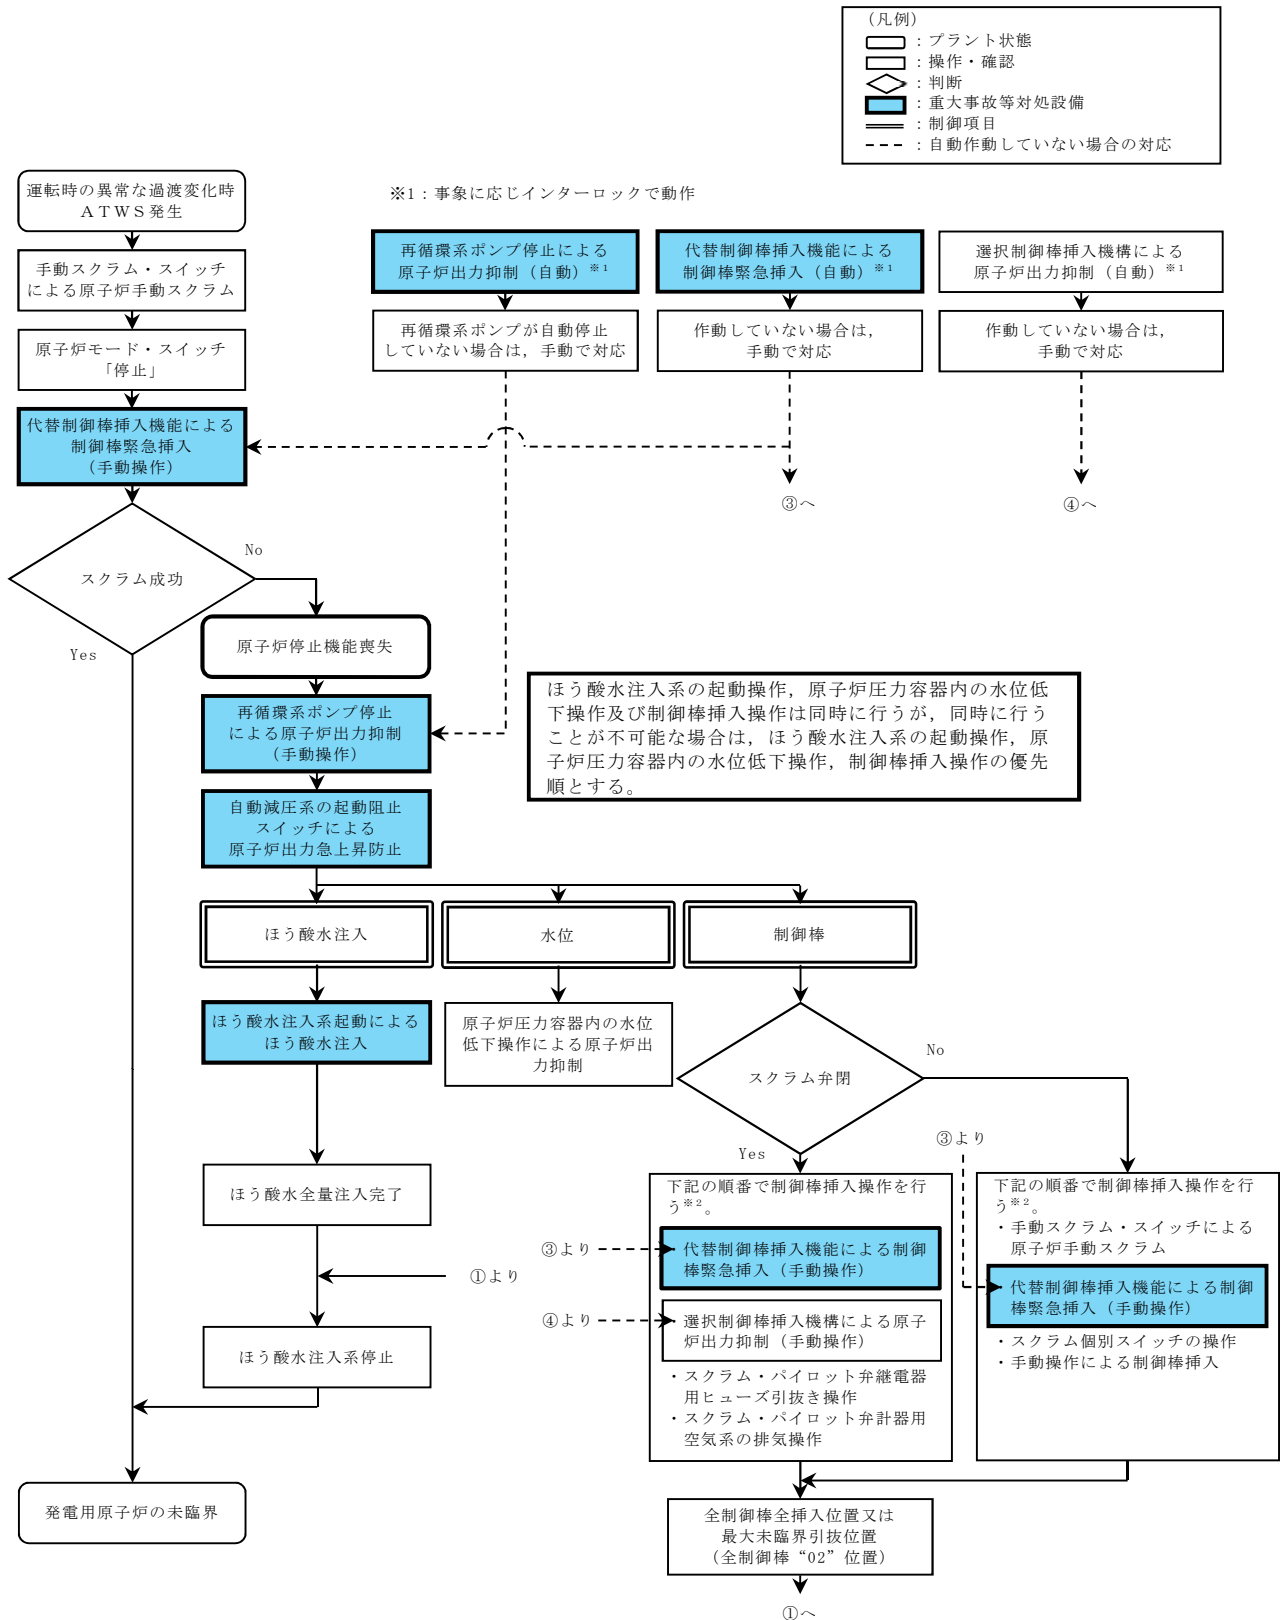 (凡例)
：プラント状態
：操作・確認
：判断
：重大事故等対処設備
：制御項目
：自動作動していない場合の対応
※1：事象に応じインターロックで動作
運転時の異常な過渡変化時
ＡＴＷＳ発生
手動スクラム・スイッチ
による原子炉手動スクラム
原子炉モード・スイッチ
「停止」
代替制御棒挿入機能による
制御棒緊急挿入
（手動操作）
再循環系ポンプ停止による
原子炉出力抑制（自動）※1
再循環系ポンプが自動停止
していない場合は，手動で対応
代替制御棒挿入機能による
制御棒緊急挿入（自動）※1
作動していない場合は，
手動で対応
③へ
選択制御棒挿入機構による
原子炉出力抑制（自動）※1
作動していない場合は，
手動で対応
④へ
スクラム成功
No
Yes
原子炉停止機能喪失
再循環系ポンプ停止
による原子炉出力抑制
（手動操作）
自動減圧系の起動阻止
スイッチによる
原子炉出力急上昇防止
ほう酸水注入系の起動操作，原子炉圧力容器内の水位低
下操作及び制御棒挿入操作は同時に行うが，同時に行う
ことが不可能な場合は，ほう酸水注入系の起動操作，原
子炉圧力容器内の水位低下操作，制御棒挿入操作の優先
順とする。
ほう酸水注入
水位
制御棒
ほう酸水注入系起動による
ほう酸水注入
原子炉圧力容器内の水位
低下操作による原子炉出
力抑制
スクラム弁閉
No
Yes
ほう酸水全量注入完了
①より
ほう酸水注入系停止
発電用原子炉の未臨界
下記の順番で制御棒挿入操作を行
う※2。
③より
・代替制御棒挿入機能による制御
棒緊急挿入（手動操作）
④より
・選択制御棒挿入機構による原子
炉出力抑制（手動操作）
・スクラム・パイロット弁継電器
用ヒューズ引抜き操作
・スクラム・パイロット弁計器用
空気系の排気操作
③より
下記の順番で制御棒挿入操作を行
う※2。
・手動スクラム・スイッチによる
原子炉手動スクラム
・代替制御棒挿入機能による制御
棒緊急挿入（手動操作）
・スクラム個別スイッチの操作
・手動操作による制御棒挿入
全制御棒全挿入位置又は
最大未臨界引抜位置
（全制御棒“02”位置）
①へ